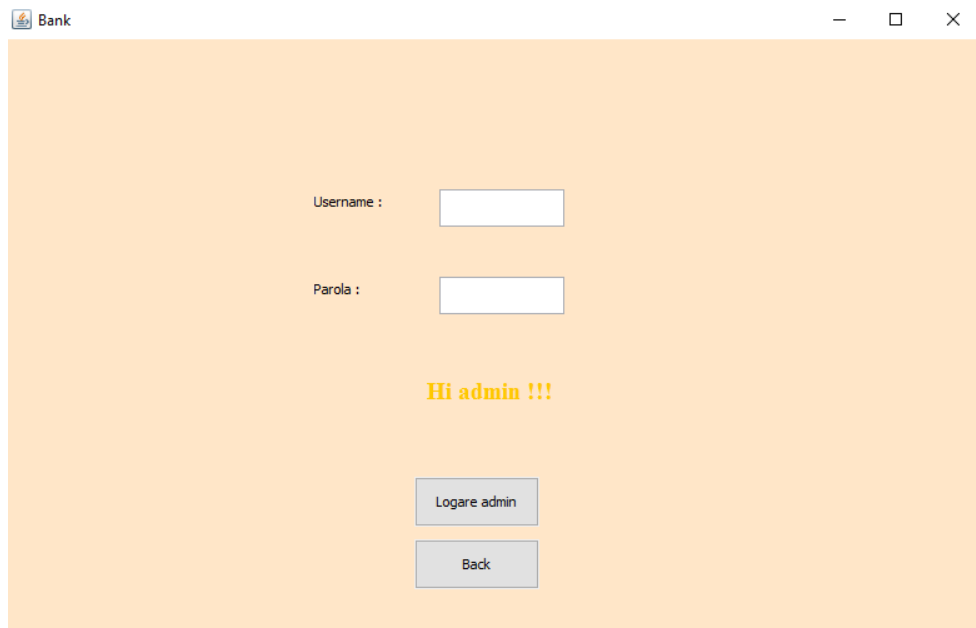 Bank
Username :
Parola :
Hi admin !!!
Logare admin
Back